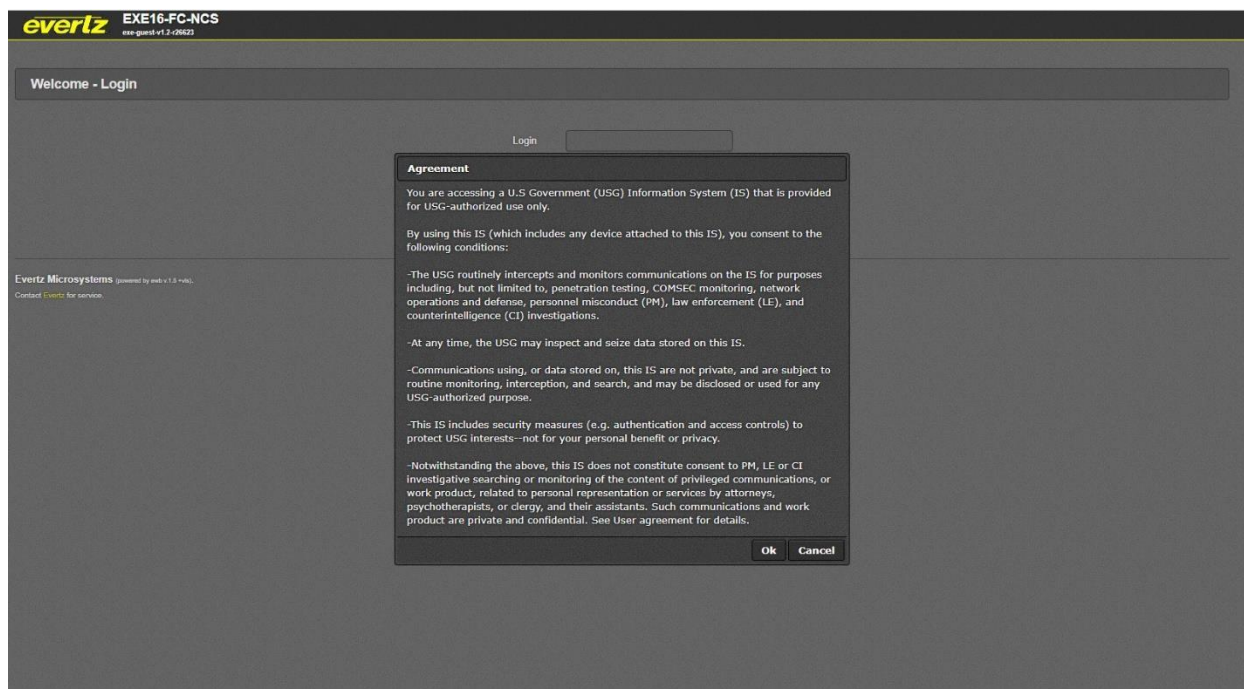 evertz EXE16-FC-NCS
exe-guest-v1.2-r26623
Welcome - Login
Login
Agreement
You are accessing a U.S Government (USG) Information System (IS) that is provided
for USG-authorized use only.
By using this IS (which includes any device attached to this IS), you consent to the
following conditions:
-The USG routinely intercepts and monitors communications on the IS for purposes
including, but not limited to, penetration testing, COMSEC monitoring, network
operations and defense, personnel misconduct (PM), law enforcement (LE), and
counterintelligence (CI) investigations.
-At any time, the USG may inspect and seize data stored on this IS.
-Communications using, or data stored on, this IS are not private, and are subject to
routine monitoring, interception, and search, and may be disclosed or used for any
USG-authorized purpose.
-This IS includes security measures (e.g. authentication and access controls) to
protect USG interests--not for your personal benefit or privacy.
-Notwithstanding the above, this IS does not constitute consent to PM, LE or CI
investigative searching or monitoring of the content of privileged communications, or
work product, related to personal representation or services by attorneys,
psychotherapists, or clergy, and their assistants. Such communications and work
product are private and confidential. See User agreement for details.
Ok Cancel
Evertz Microsystems (powered by
Contact Evertz for service.